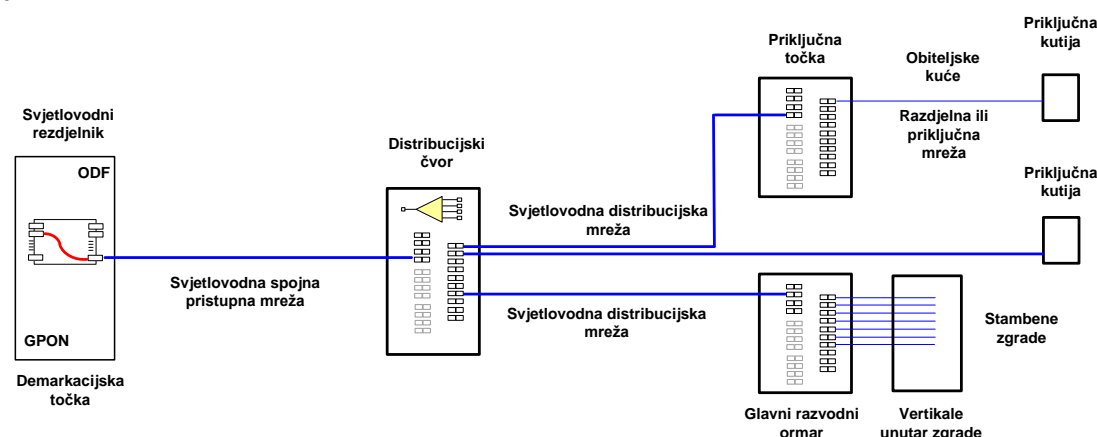 Priključna
kutija
Priključna
točka
Obiteljske
kuće
Svjetlovodni
rezdjelnik
Razdjelna ili
priključna
mreža
Distribucijski
čvor
ODF
Priključna
kutija
Svjetlovodna distribucijska
mreža
Svjetlovodna spojna
pristupna mreža
Svjetlovodna distribucijska
mreža
Stambene
zgrade
GPON
Demarkacijska
točka
Glavni razvodni
ormar
Vertikale
unutar zgrade